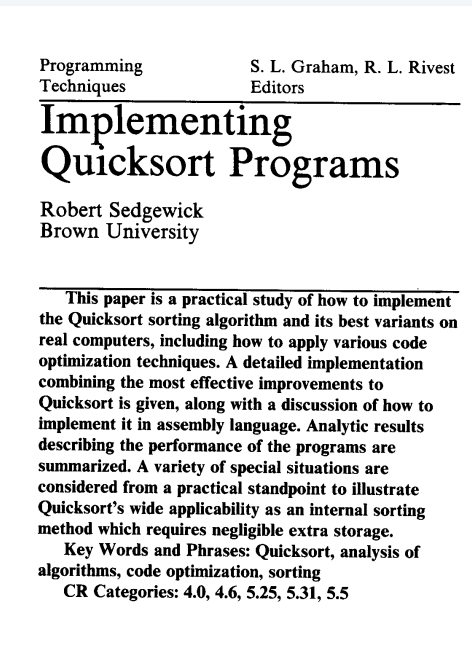 Programming
Techniques
S. L. Graham, R. L. Rivest
Editors
Implementing
Quicksort Programs
Robert Sedgewick
Brown University
This paper is a practical study of how to implement
the Quicksort sorting algorithm and its best variants on
real computers, including how to apply various code
optimization techniques. A detailed implementation
combining the most effective improvements to
Quicksort is given, along with a discussion of how to
implement it in assembly language. Analytic results
describing the performance of the programs are
summarized. A variety of special situations are
considered from a practical standpoint to illustrate
Quicksort's wide applicability as an internal sorting
method which requires negligible extra storage.
Key Words and Phrases: Quicksort, analysis of
algorithms, code optimization, sorting
CR Categories: 4.0, 4.6, 5.25, 5.31, 5.5